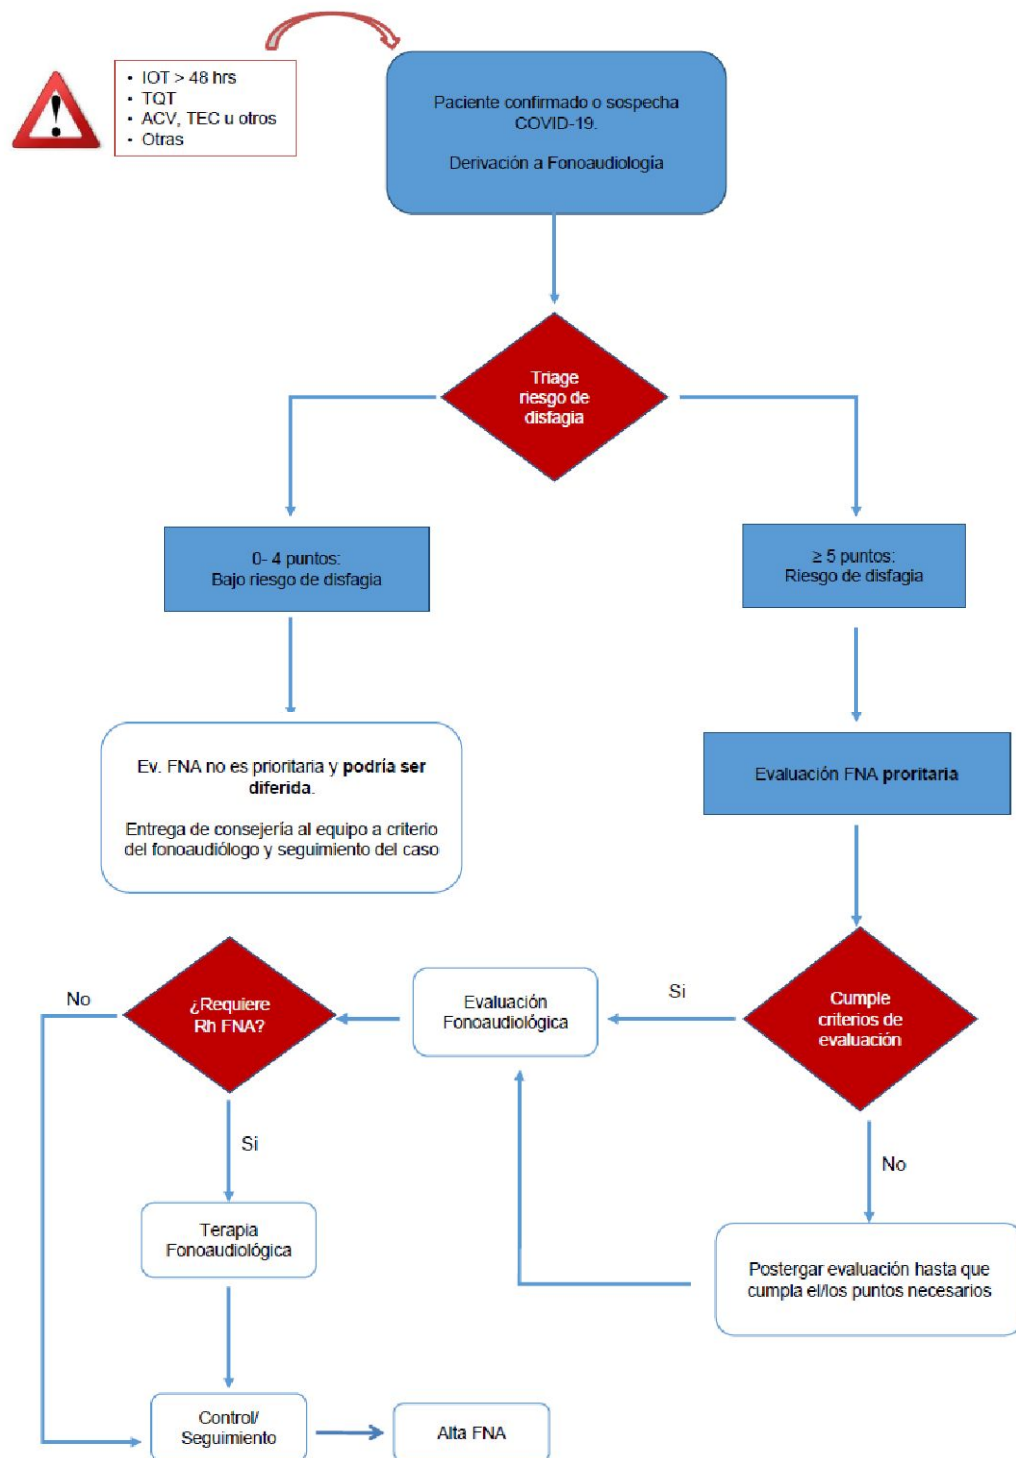 • IOT > 48 hrs
• TQT
• ACV, TEC u otros
• Otras
Paciente confirmado o sospecha
COVID-19.
Derivación a Fonoaudiología
Triage
riesgo de
disfagia
0- 4 puntos:
Bajo riesgo de disfagia
≥ 5 puntos:
Riesgo de disfagia
Ev. FNA no es prioritaria y podría ser
diferida.
Entrega de consejería al equipo a criterio
del fonoaudiólogo y seguimiento del caso
Evaluación FNA proritaria
Cumple
criterios de
evaluación
Si
Evaluación
Fonoaudiológica
¿Requiere
Rh FNA?
No
Si
No
Terapia
Fonoaudiológica
Postergar evaluación hasta que
cumpla el/los puntos necesarios
Control/
Seguimiento
Alta FNA